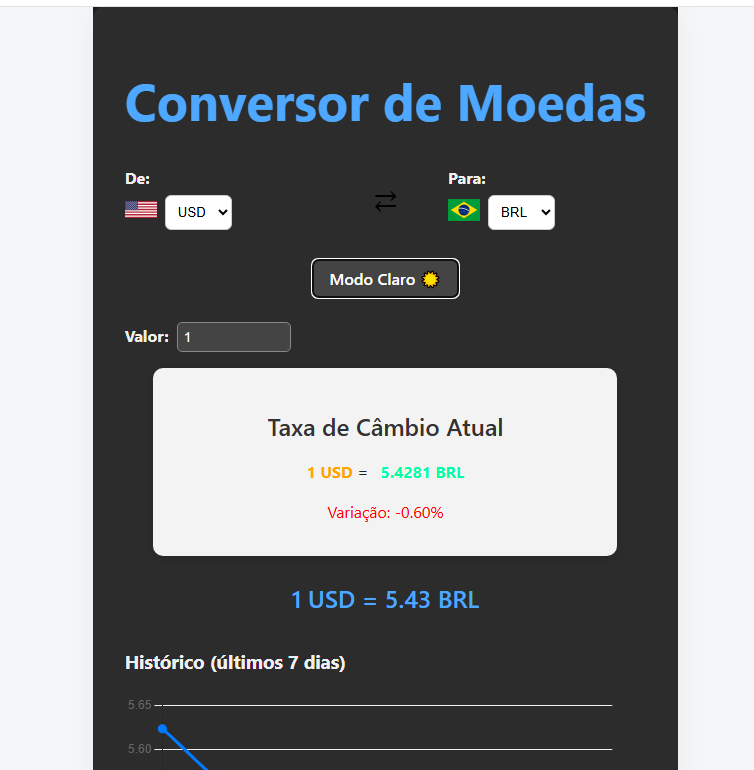 Conversor de Moedas
De:
Para:
USD
BRL
Modo Claro
Valor: 1
Taxa de Câmbio Atual
1 USD = 5.4281 BRL
Variação: -0.60%
1 USD = 5.43 BRL
Histórico (últimos 7 dias)
5.65
5.60